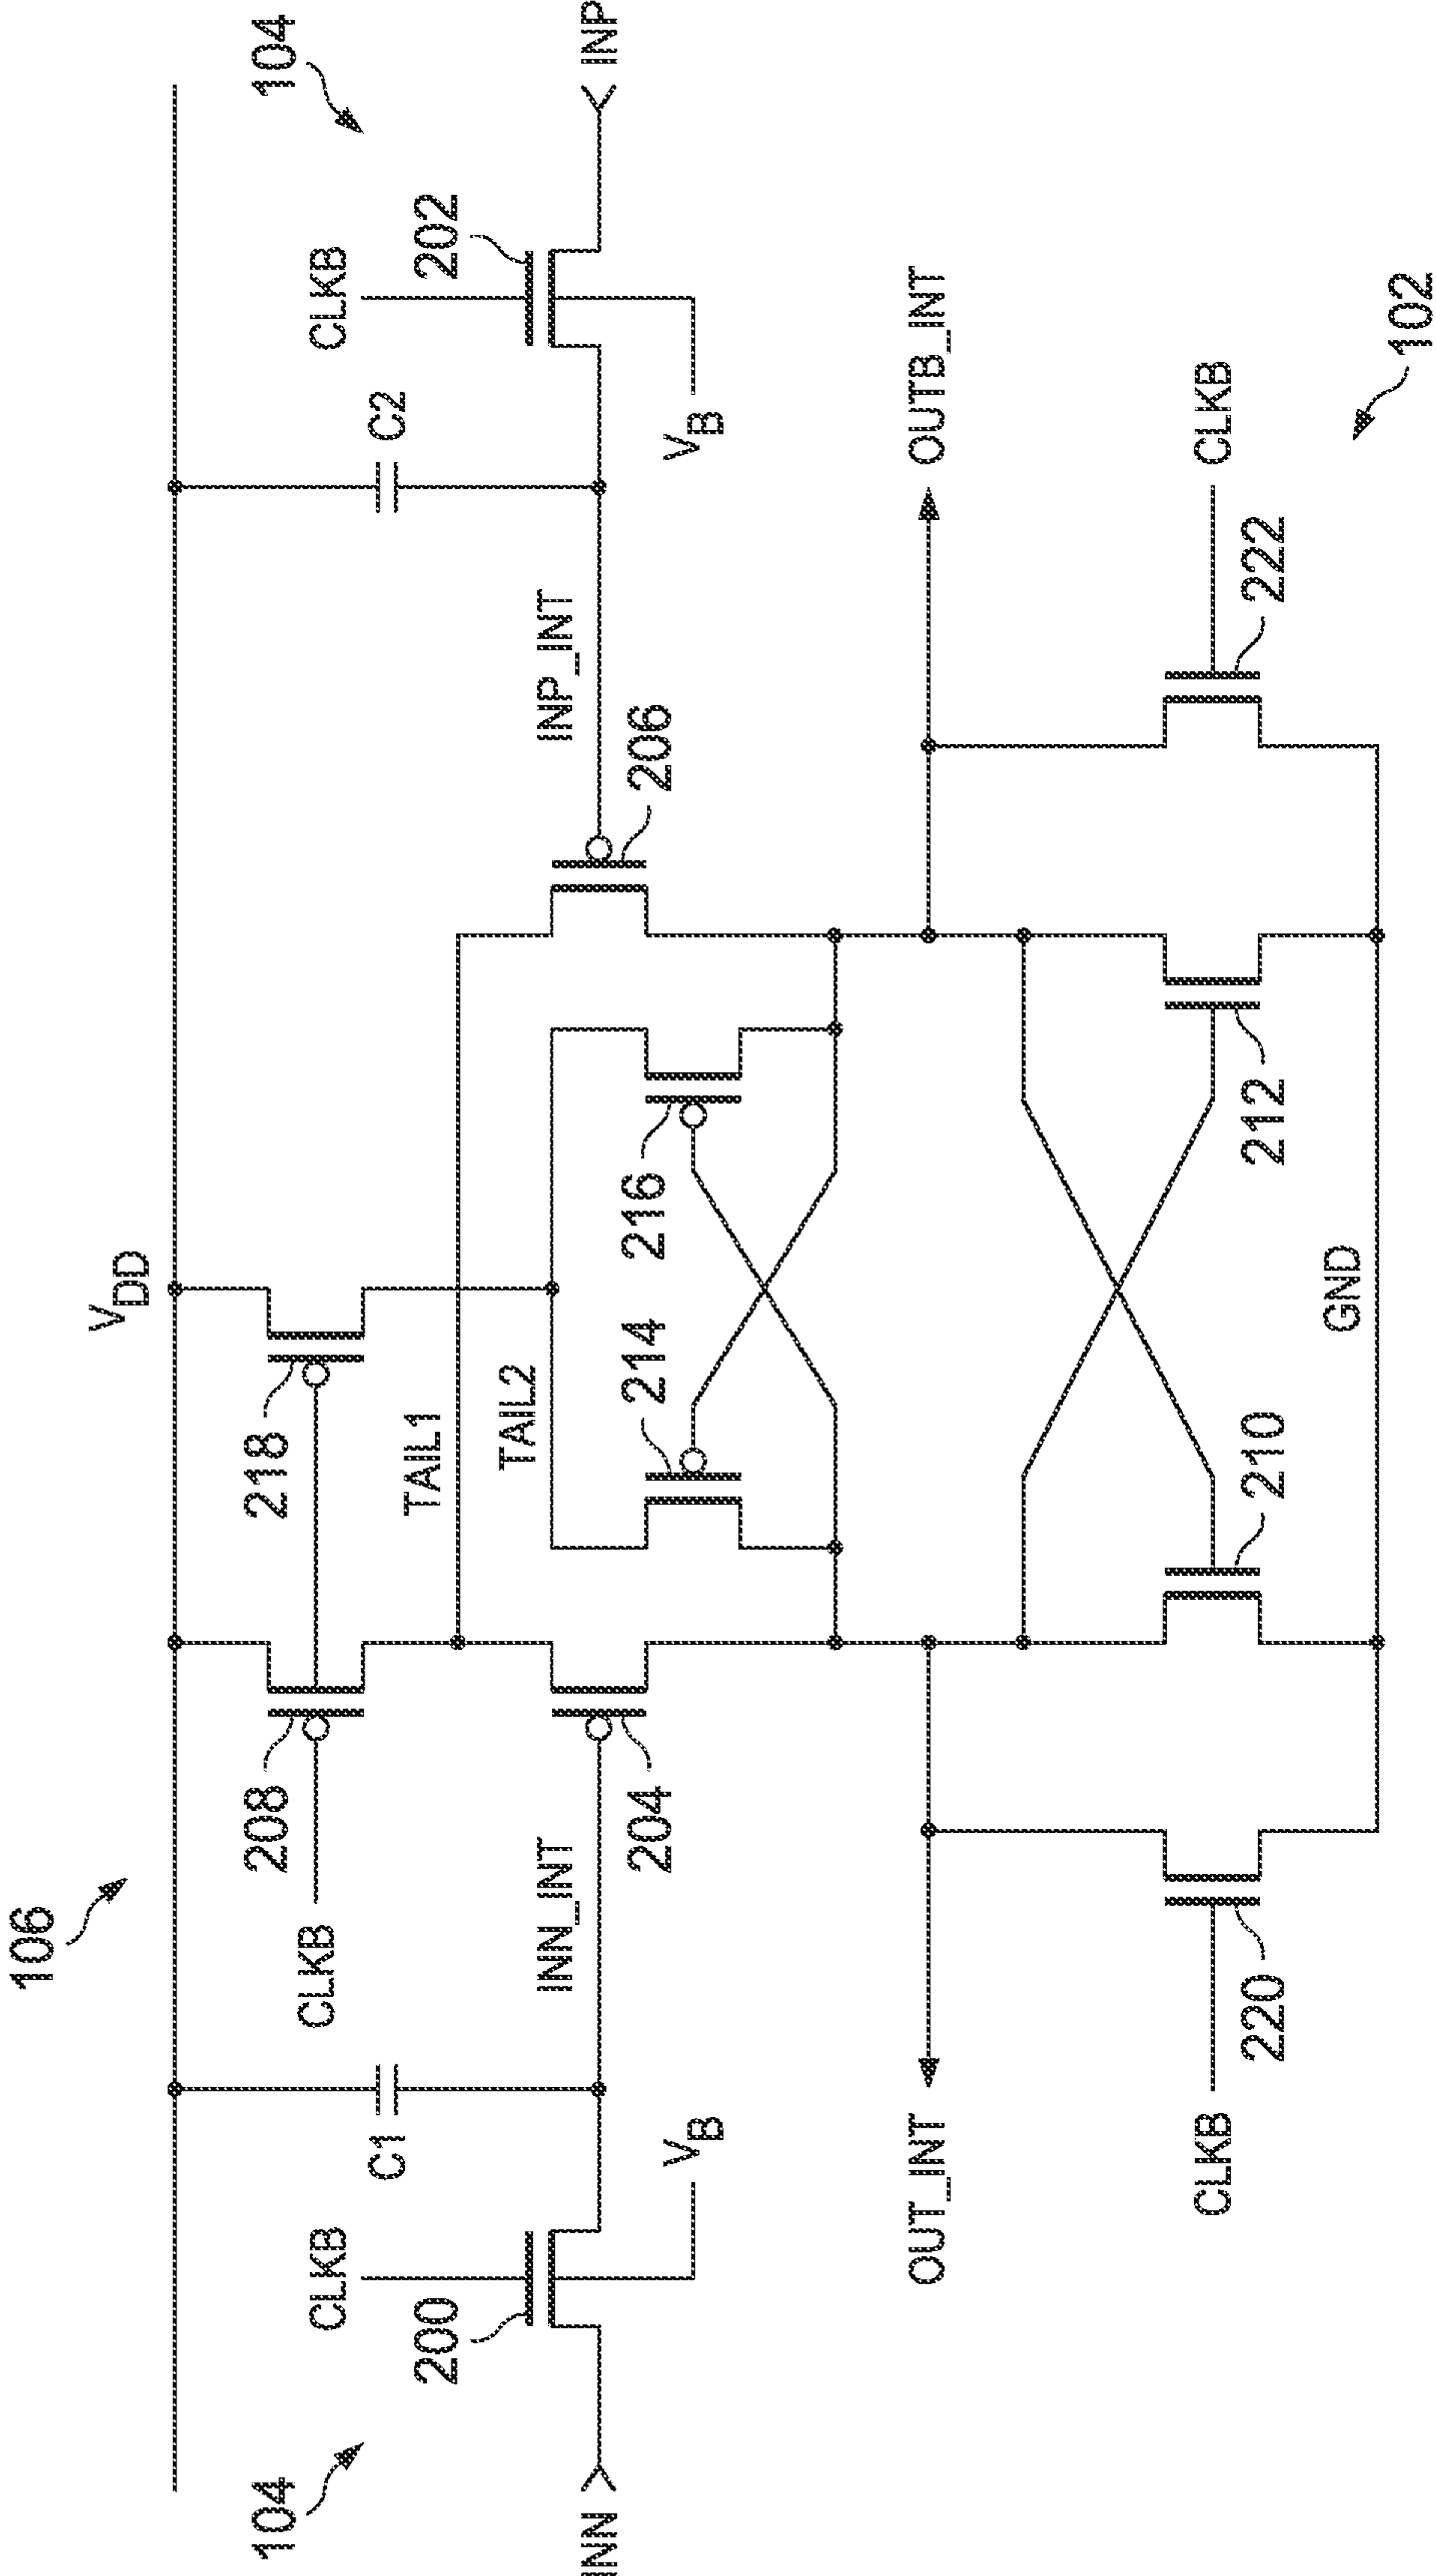 106
104
104
VDD
CLKB
200
C1
CLKB
208
218
C2
CLKB
202
TAIL1
TAIL2
INN
VB
INN_INT
204
214
216
206
INP_INT
VB
INP
OUT_INT
OUTB_INT
CLKB
220
210
212
222
CLKB
GND
102